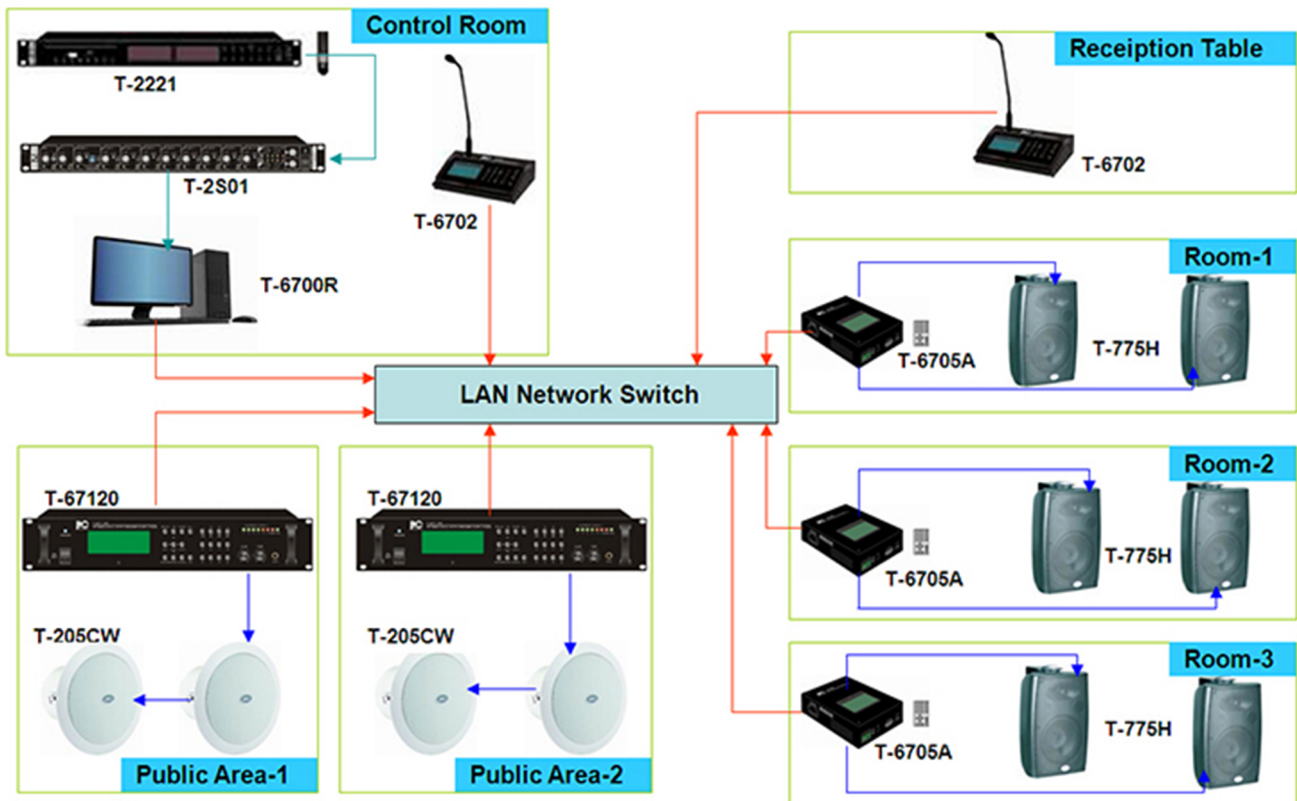 Control Room
T-2221
T-2S01
T-6702
T-6700R
Receiption Table
T-6702
Room-1
T-6705A
T-775H
LAN Network Switch
Room-2
T-6705A
T-775H
Room-3
T-6705A
T-775H
T-67120
T-205CW
Public Area-1
T-67120
T-205CW
Public Area-2